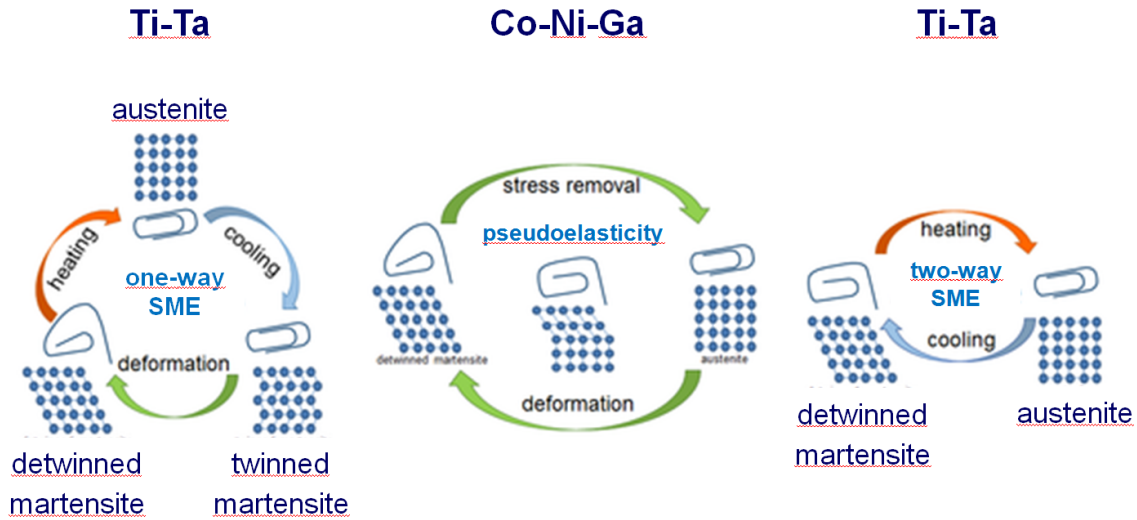 Ti-Ta
Co-Ni-Ga
Ti-Ta
austenite
heating
cooling
one-way
SME
deformation
detwinned
martensite
twinned
martensite
stress removal
pseudoelasticity
detwinned martensite
austenite
deformation
heating
two-way
SME
cooling
detwinned
martensite
austenite